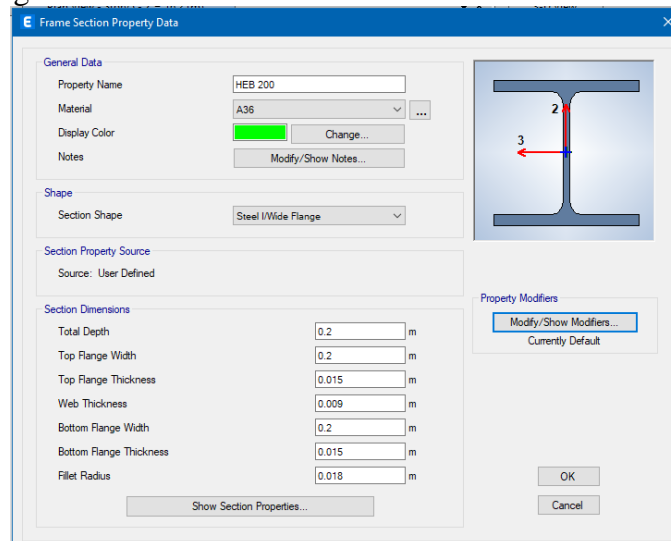 E Frame Section Property Data
General Data
Property Name HEB 200
Material A36 ...
Display Color Change...
Notes Modify/Show Notes...
2
3
Shape
Section Shape Steel I/Wide Flange
Section Property Source
Source: User Defined
Property Modifiers
Modify/Show Modifiers...
Currently Default
Section Dimensions
Total Depth 0.2 m
Top Flange Width 0.2 m
Top Flange Thickness 0.015 m
Web Thickness 0.009 m
Bottom Flange Width 0.2 m
Bottom Flange Thickness 0.015 m
Fillet Radius 0.018 m
Show Section Properties...
OK
Cancel